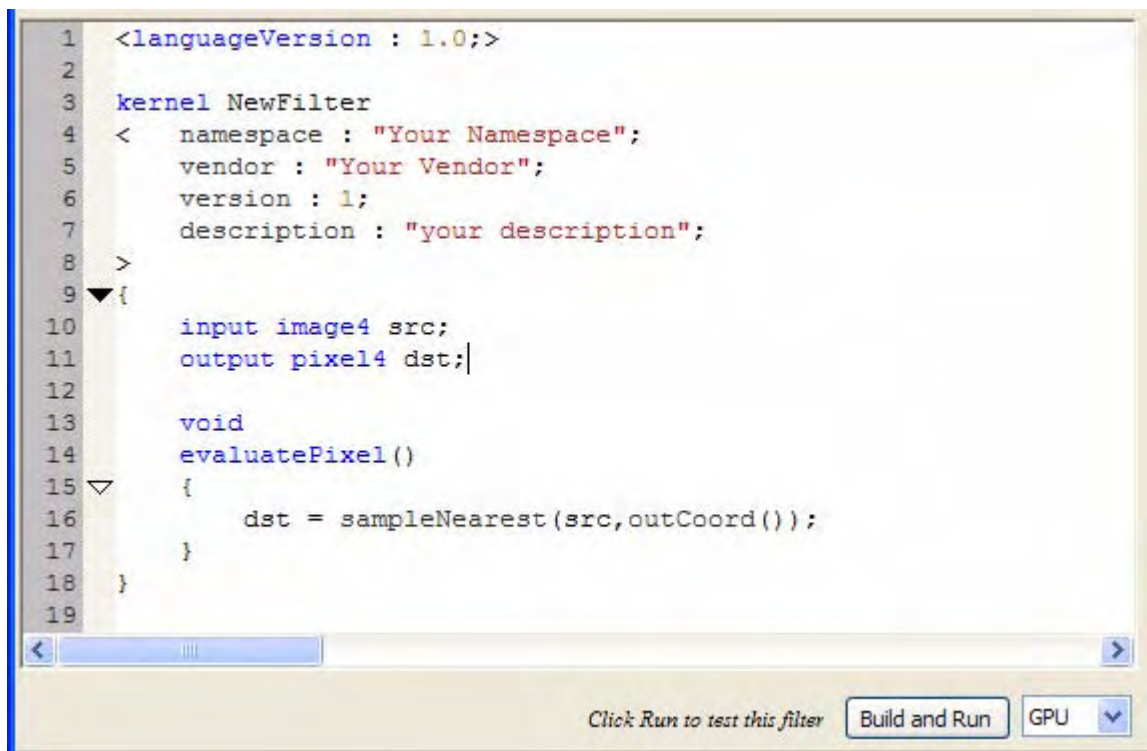 1 <languageVersion : 1.0;>
2
3 kernel NewFilter
4 < namespace : "Your Namespace";
5 vendor : "Your Vendor";
6 version : 1;
7 description : "your description";
8 >
9 {
10 input image4 src;
11 output pixel4 dst;
12
13 void
14 evaluatePixel()
15 {
16 dst = sampleNearest(src,outCoord());
17 }
18 }
19
Click Run to test this filter Build and Run GPU